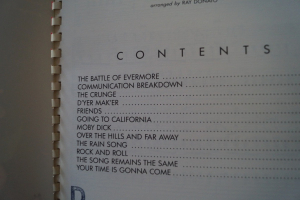 arranged by RAY DONATO
CONTENTS
THE BATTLE OF EVERMORE
COMMUNICATION BREAKDOWN
THE CRUNGE
D'YER MAK'ER
FRIENDS
GOING TO CALIFORNIA
MOBY DICK
OVER THE HILLS AND FAR AWAY
THE RAIN SONG
ROCK AND ROLL
THE SONG REMAINS THE SAME
YOUR TIME IS GONNA COME